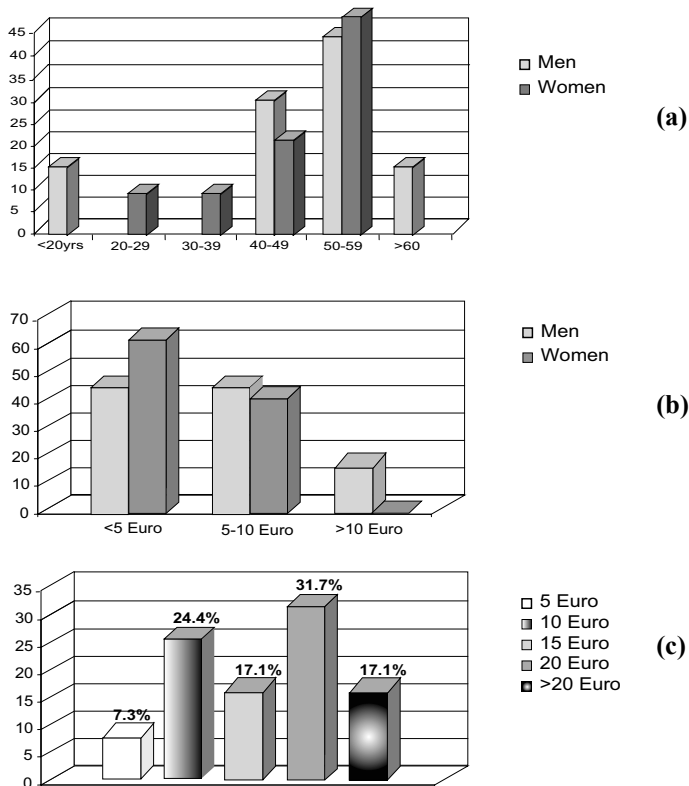 45
40
35
30
25
20
15
10
5
0
<20yrs 20-29 30-39 40-49 50-59 >60
Men
Women
(a)
70
60
50
40
30
20
10
0
<5 Euro 5-10 Euro >10 Euro
Men
Women
(b)
35
30
25
20
15
10
5
0
7.3%
24.4%
17.1%
31.7%
17.1%
5 Euro
10 Euro
15 Euro
20 Euro
>20 Euro
(c)